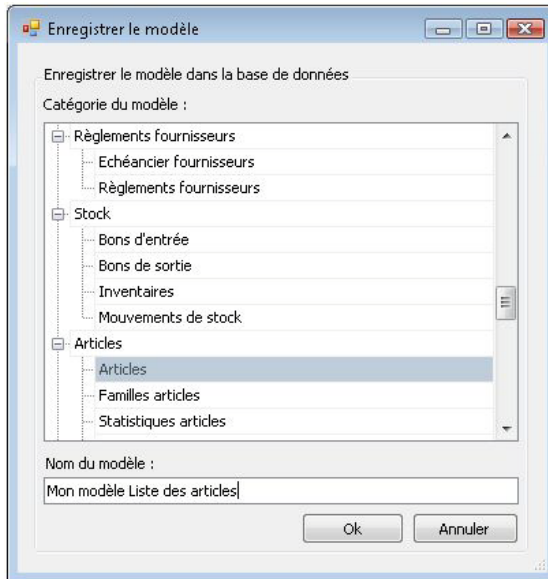 Enregistrer le modèle
Enregistrer le modèle dans la base de données
Catégorie du modèle :
Règlements fournisseurs
Echéancier fournisseurs
Règlements fournisseurs
Stock
Bons d'entrée
Bons de sortie
Inventaires
Mouvements de stock
Articles
Articles
Familles articles
Statistiques articles
Nom du modèle :
Mon modèle Liste des articles
Ok Annuler